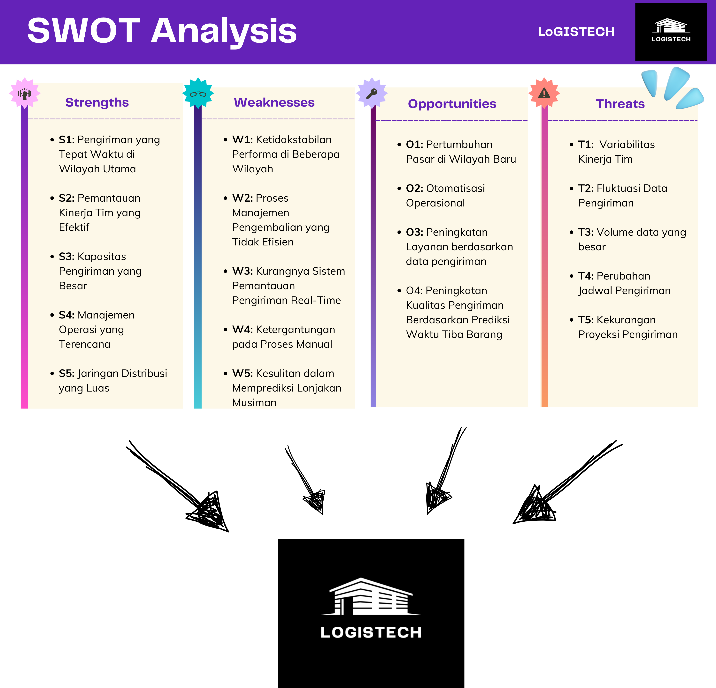 SWOT Analysis
LoGISTECH
LOGISTECH
Strengths
S1: Pengiriman yang
Tepat Waktu di
Wilayah Utama
S2: Pemantauan
Kinerja Tim yang
Efektif
S3: Kapasitas
Pengiriman yang
Besar
S4: Manajemen
Operasi yang
Terencana
S5: Jaringan Distribusi
yang Luas
Weaknesses
W1: Ketidakstabilan
Performa di Beberapa
Wilayah
W2: Proses
Manajemen
Pengembalian yang
Tidak Efisien
W3: Kurangnya Sistem
Pemantauan
Pengiriman Real-Time
W4: Ketergantungan
pada Proses Manual
W5: Kesulitan dalam
Memprediksi Lonjakan
Musiman
Opportunities
O1: Pertumbuhan
Pasar di Wilayah Baru
O2: Otomatisasi
Operasional
O3: Peningkatan
Layanan berdasarkan
data pengiriman
O4: Peningkatan
Kualitas Pengiriman
Berdasarkan Prediksi
Waktu Tiba Barang
Threats
T1: Variabilitas
Kinerja Tim
T2: Fluktuasi Data
Pengiriman
T3: Volume data yang
besar
T4: Perubahan
Jadwal Pengiriman
T5: Kekurangan
Proyeksi Pengiriman
LOGISTECH